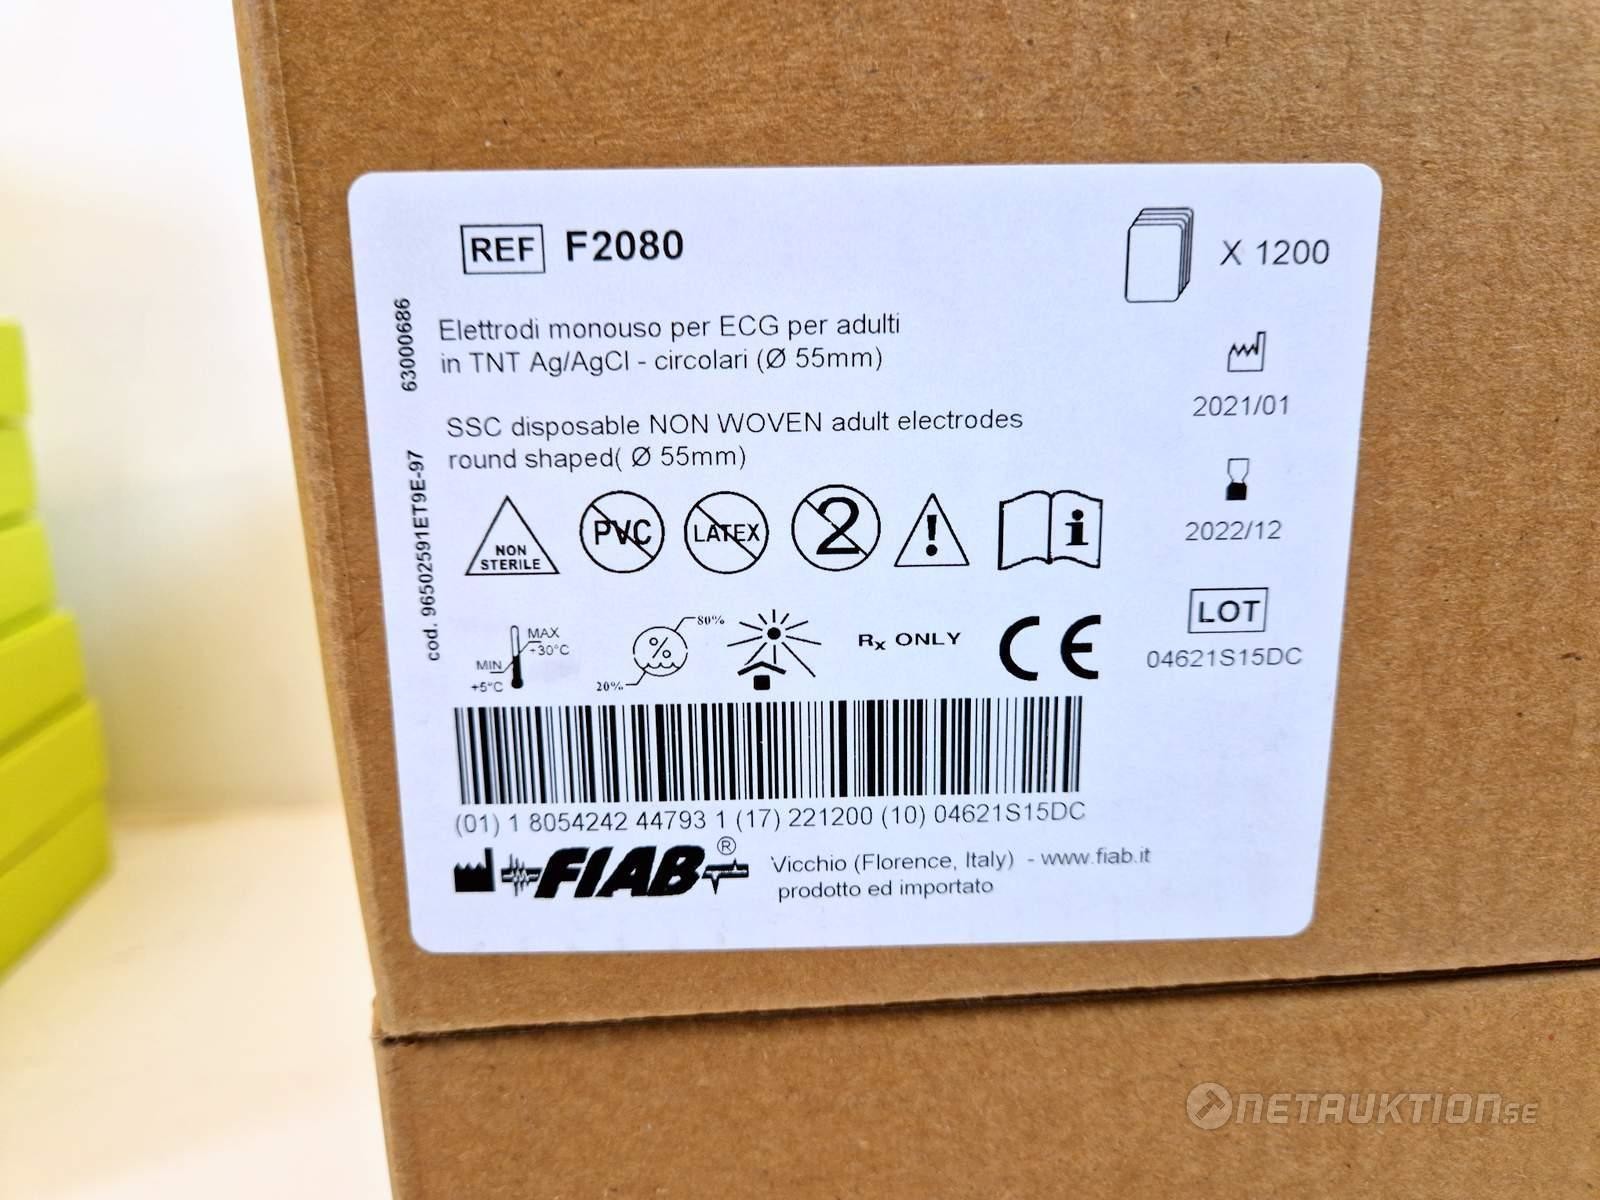 REF F2080
X 1200
63000686
Elettrodi monouso per ECG per adulti
in TNT Ag/AgCl - circolari (Ø 55mm)
2021/01
SSC disposable NON WOVEN adult electrodes
round shaped( Ø 55mm)
2022/12
cod. 96502591ET9E-97
NON
STERILE
PVC
LATEX
2
!
i
LOT
04621S15DC
MAX
+30°C
MIN
+5°C
80%
%
20%
Rx ONLY
CE
(01) 1 8054242 44793 1 (17) 221200 (10) 04621S15DC
FIAB®
Vicchio (Florence, Italy) - www.fiab.it
prodotto ed importato
NETAUKTION.SE